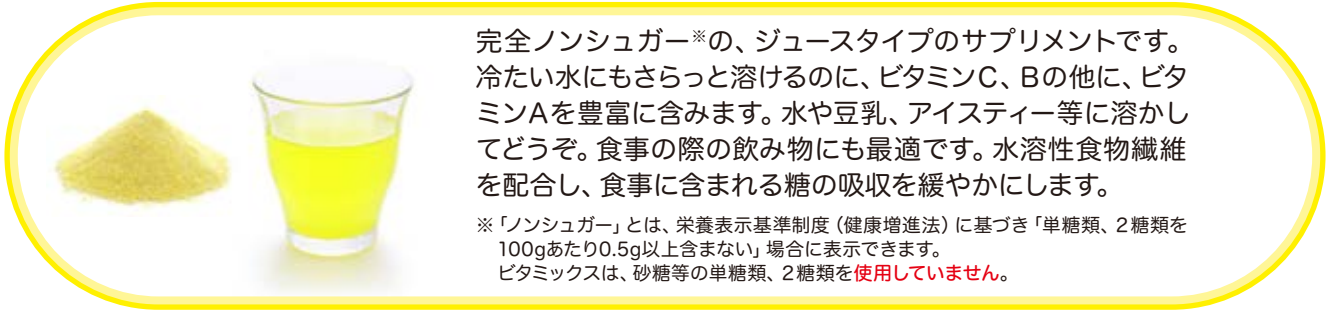 完全ノンシュガー※の、ジュースタイプのサプリメントです。
冷たい水にもさらっと溶けるのに、ビタミンC、Bの他に、ビタ
ミンAを豊富に含みます。水や豆乳、アイスティー等に溶かし
てどうぞ。食事の際の飲み物にも最適です。水溶性食物繊維
を配合し、食事に含まれる糖の吸収を緩やかにします。
※「ノンシュガー」とは、栄養表示基準制度（健康増進法）に基づき「単糖類、2糖類を
100gあたり0.5g以上含まない」場合に表示できます。
ビタミックスは、砂糖等の単糖類、2糖類を使用していません。